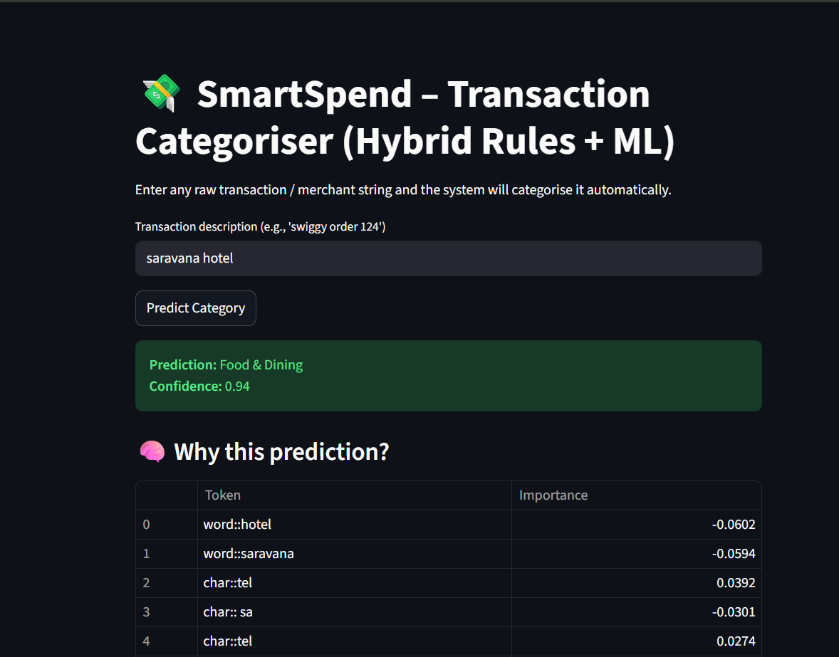 💸 SmartSpend – Transaction
Categoriser (Hybrid Rules + ML)
Enter any raw transaction / merchant string and the system will categorise it automatically.
Transaction description (e.g., 'swiggy order 124')
saravana hotel
Predict Category
Prediction: Food & Dining
Confidence: 0.94
🧠 Why this prediction?
Token Importance
0 word::hotel -0.0602
1 word::saravana -0.0594
2 char::tel 0.0392
3 char:: sa -0.0301
4 char::tel 0.0274